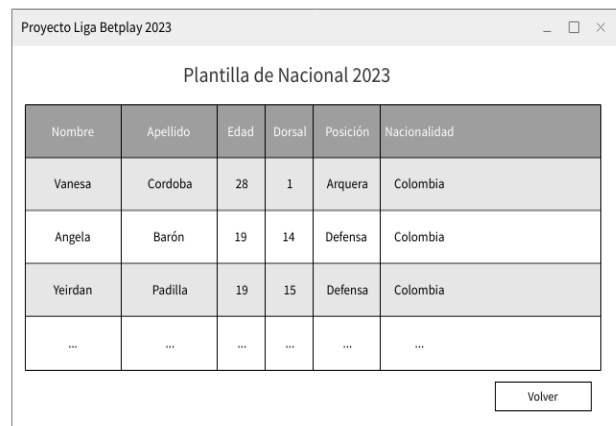 Proyecto Liga Betplay 2023
Plantilla de Nacional 2023
Nombre Apellido Edad Dorsal Posición Nacionalidad
Vanesa Cordoba 28 1 Arquera Colombia
Angela Barón 19 14 Defensa Colombia
Yeirdan Padilla 19 15 Defensa Colombia
... ... ... ... ... ...
Volver